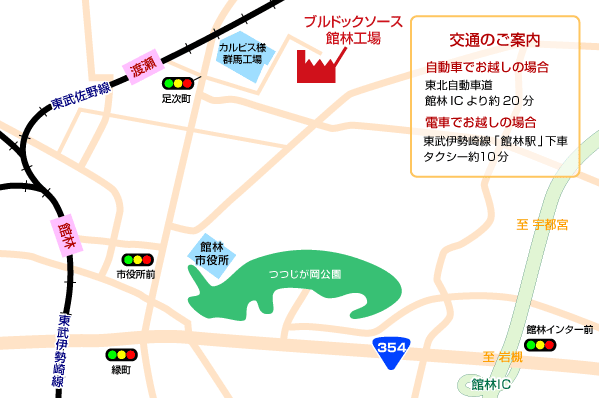 ブルドックソース
館林工場
カルピス様
群馬工場
渡瀬
足次町
東武佐野線
交通のご案内
自動車でお越しの場合
東北自動車道
館林ICより約20分
電車でお越しの場合
東武伊勢崎線「館林駅」下車
タクシー約10分
館林
至 宇都宮
館林
市役所
市役所前
つつじが岡公園
東武伊勢崎線
354
館林インター前
至 岩槻
緑町
館林IC